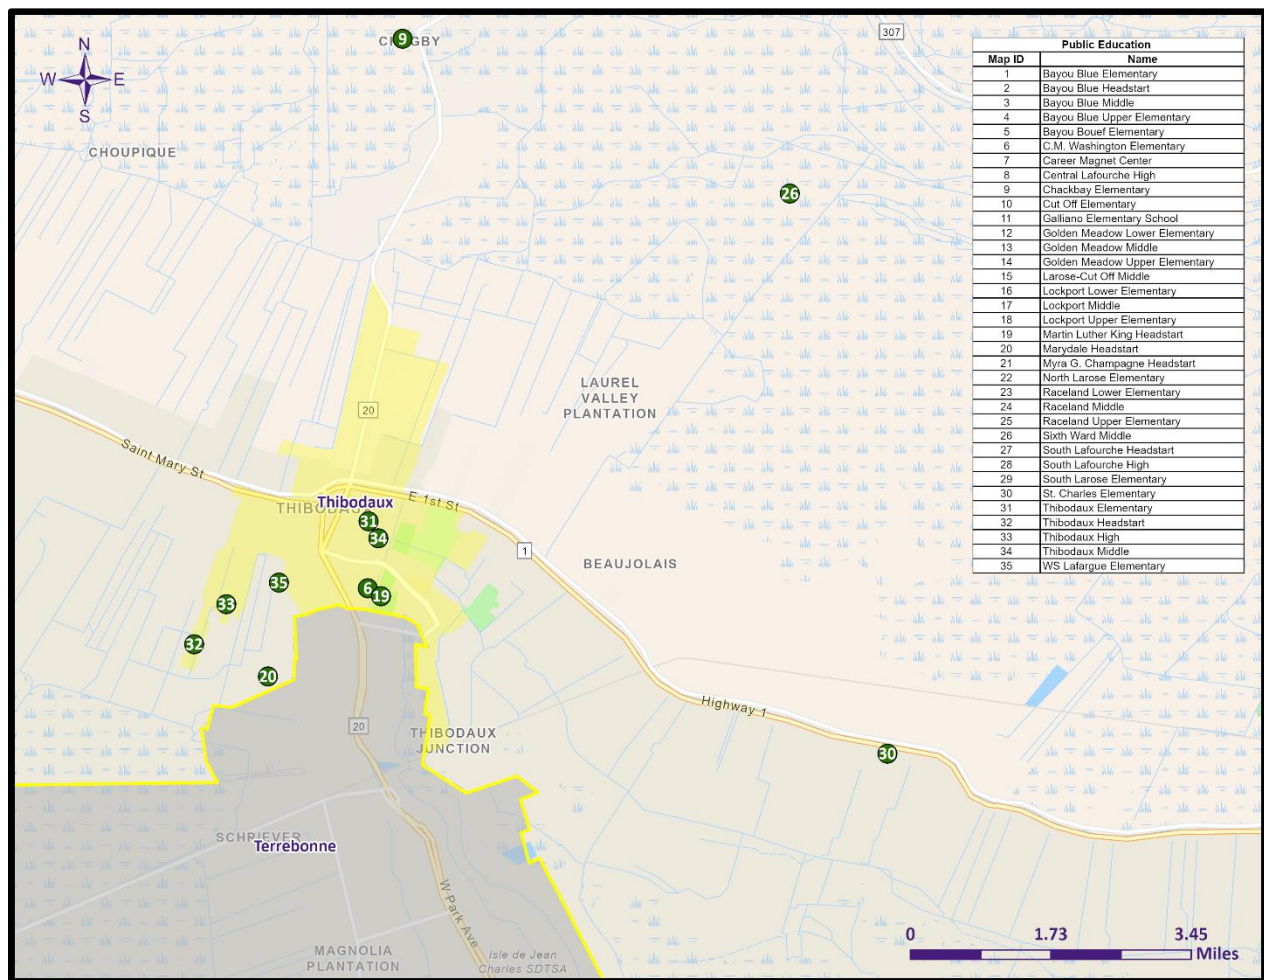 N
W E
S
9
CHOUPIQUE
307
26
Public Education
Map ID Name
1 Bayou Blue Elementary
2 Bayou Blue Headstart
3 Bayou Blue Middle
4 Bayou Blue Upper Elementary
5 Bayou Bouef Elementary
6 C.M. Washington Elementary
7 Career Magnet Center
8 Central Lafourche High
9 Chackbay Elementary
10 Cut Off Elementary
11 Galliano Elementary School
12 Golden Meadow Lower Elementary
13 Golden Meadow Middle
14 Golden Meadow Upper Elementary
15 Larose-Cut Off Middle
16 Lockport Lower Elementary
17 Lockport Middle
18 Lockport Upper Elementary
19 Martin Luther King Headstart
20 Marydale Headstart
21 Myra G. Champagne Headstart
22 North Larose Elementary
23 Raceland Lower Elementary
24 Raceland Middle
25 Raceland Upper Elementary
26 Sixth Ward Middle
27 South Lafourche Headstart
28 South Lafourche High
29 South Larose Elementary
30 St. Charles Elementary
31 Thibodaux Elementary
32 Thibodaux Headstart
33 Thibodaux High
34 Thibodaux Middle
35 WS Lafargue Elementary
LAUREL
VALLEY
PLANTATION
20
Saint Mary St
Thibodaux
E 1st St
31
34
1
BEAUJOLAIS
35
6
19
33
32
20
Highway 1
20
THIBODAUX
JUNCTION
30
SCHRIEVER
Terrebonne
W Park Ave
MAGNOLIA
PLANTATION
Isle de Jean
Charles SDTSA
0 1.73 3.45
Miles